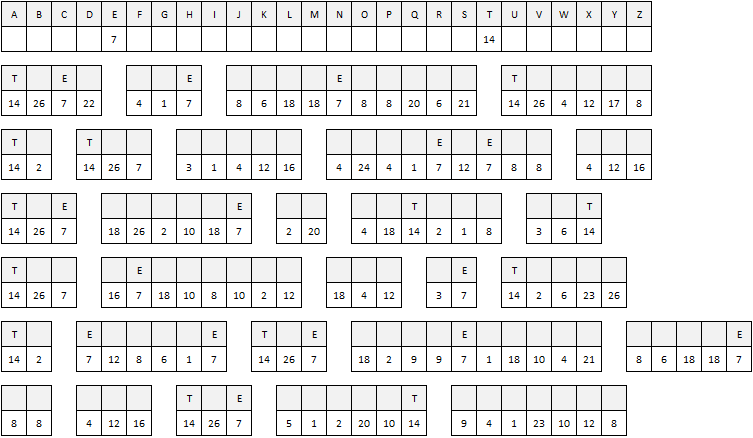 A B C D E F G H I J K L M N O P Q R S T U V W X Y Z
7 14
T E E E T
14 26 7 22 4 1 7 8 6 18 18 7 8 8 20 6 21 14 26 4 12 17 8
T T E E
14 2 14 26 7 3 1 4 12 16 4 24 4 1 7 12 7 8 8 4 12 16
T E E T T
14 26 7 18 26 2 10 18 7 2 20 4 18 14 2 1 8 3 6 14
T E E T
14 26 7 16 7 18 10 8 10 2 12 18 4 12 3 7 14 2 6 23 26
T E E T E E E
14 2 7 12 8 6 1 7 14 26 7 18 2 9 9 7 1 18 10 4 21 8 6 18 18 7
T E T
8 8 4 12 16 14 26 7 5 1 2 20 10 14 9 4 1 23 10 12 8